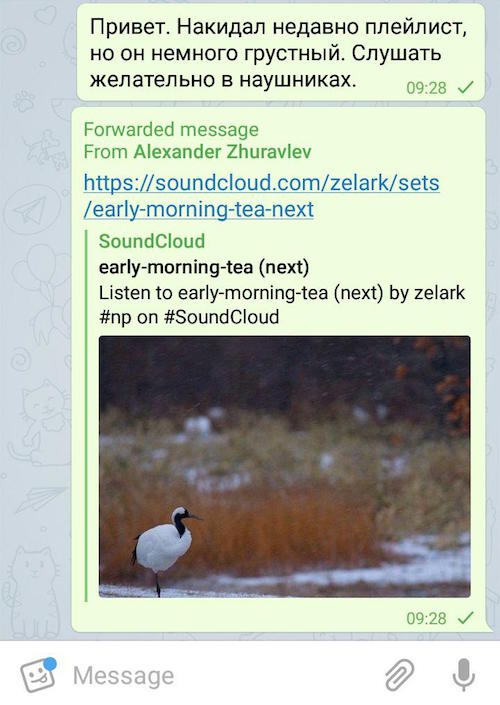 Привет. Накидал недавно плейлист,
но он немного грустный. Слушать
желательно в наушниках.
09:28
Forwarded message
From Alexander Zhuravlev
https://soundcloud.com/zelark/sets
/early-morning-tea-next
SoundCloud
early-morning-tea (next)
Listen to early-morning-tea (next) by zelark
#np on #SoundCloud
09:28
Message